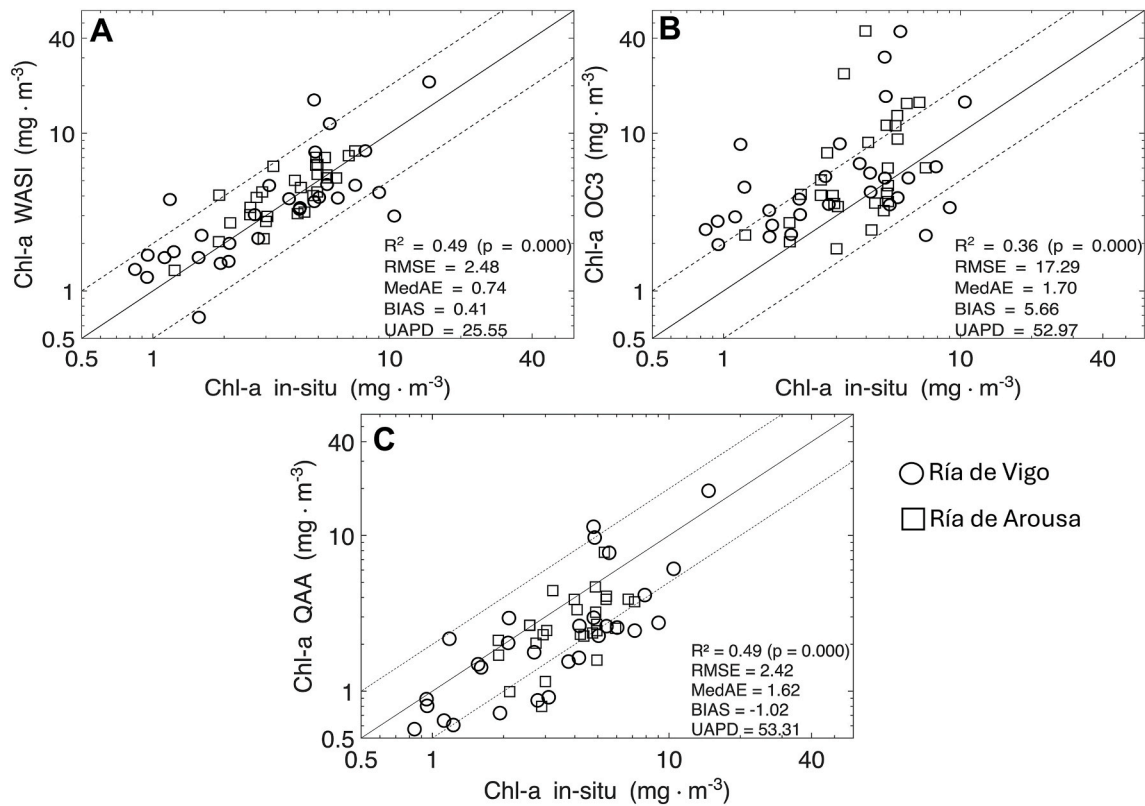 A
40
10
1
0.5
Chl-a WASI (mg · m-3)
R² = 0.49 (p = 0.000)
RMSE = 2.48
MedAE = 0.74
BIAS = 0.41
UAPD = 25.55
0.5 1 10 40
Chl-a in-situ (mg · m-3)
B
40
10
1
0.5
Chl-a OC3 (mg · m-3)
R² = 0.36 (p = 0.000)
RMSE = 17.29
MedAE = 1.70
BIAS = 5.66
UAPD = 52.97
0.5 1 10 40
Chl-a in-situ (mg · m-3)
C
40
10
1
0.5
Chl-a QAA (mg · m-3)
R² = 0.49 (p = 0.000)
RMSE = 2.42
MedAE = 1.62
BIAS = -1.02
UAPD = 53.31
0.5 1 10 40
Chl-a in-situ (mg · m-3)
Ría de Vigo
Ría de Arousa